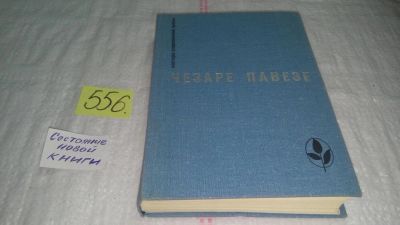 556.
Состояние
новой
книги
ЧЕЗАРЕ ПАВЕЗЕ